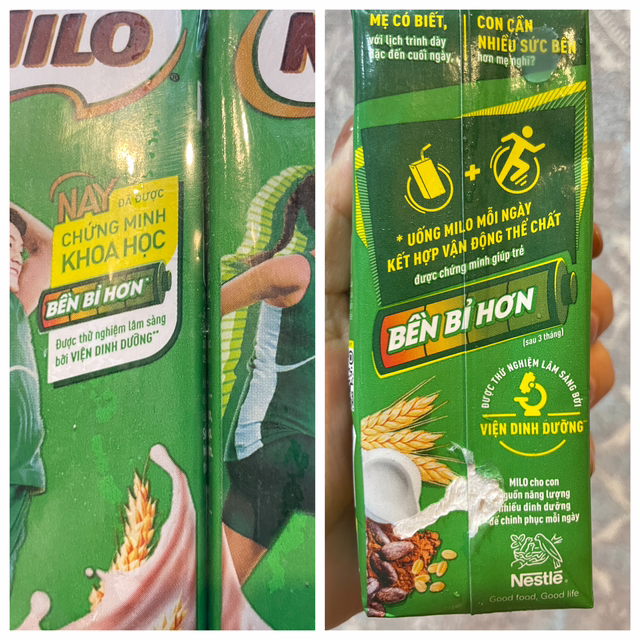 MILO
®
NAY ĐÃ ĐƯỢC
CHỨNG MINH
KHOA HỌC
BỀN BỈ HƠN*
Được thử nghiệm lâm sàng
bởi VIỆN DINH DƯỠNG**
MẸ CÓ BIẾT,
với lịch trình dày
đặc đến cuối ngày
CON CẦN
NHIỀU SỨC BỀN
hơn mẹ nghĩ?
* UỐNG MILO MỖI NGÀY
KẾT HỢP VẬN ĐỘNG THỂ CHẤT
được chứng minh giúp trẻ
BỀN BỈ HƠN
(sau 3 tháng)
ĐƯỢC THỬ NGHIỆM LÂM SÀNG BỞI
VIỆN DINH DƯỠNG**
MILO cho con
nguồn năng lượng
nhiều dinh dưỡng
để chinh phục mỗi ngày
Nestlé®
Good food, Good life